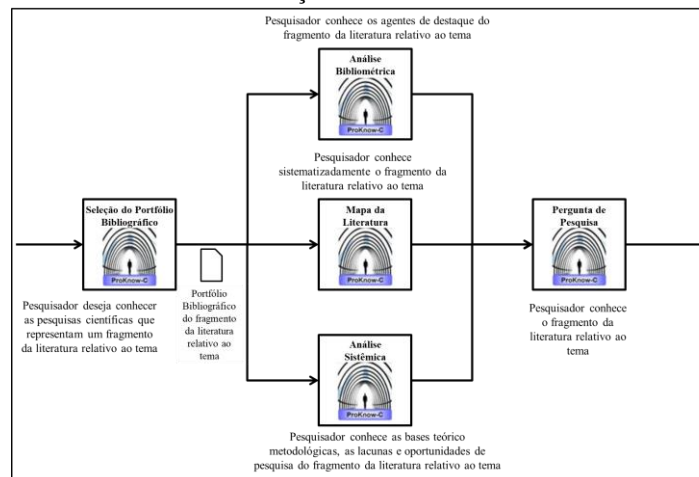 Pesquisador conhece os agentes de destaque do
fragmento da literatura relativo ao tema
Análise
Bibliométrica
ProKnow-C
Pesquisador conhece
sistematizadamente o fragmento da
literatura relativo ao tema
Seleção do Portfólio
Bibliográfico
ProKnow-C
Pesquisador deseja conhecer
as pesquisas científicas que
representam um fragmento
da literatura relativo ao tema
Portfólio
Bibliográfico
do fragmento
da literatura
relativo ao
tema
Mapa da
Literatura
ProKnow-C
Pergunta de
Pesquisa
ProKnow-C
Pesquisador conhece
o fragmento da
literatura relativo ao
tema
Análise
Sistêmica
ProKnow-C
Pesquisador conhece as bases teórico
metodológicas, as lacunas e oportunidades de
pesquisa do fragmento da literatura relativo ao tema